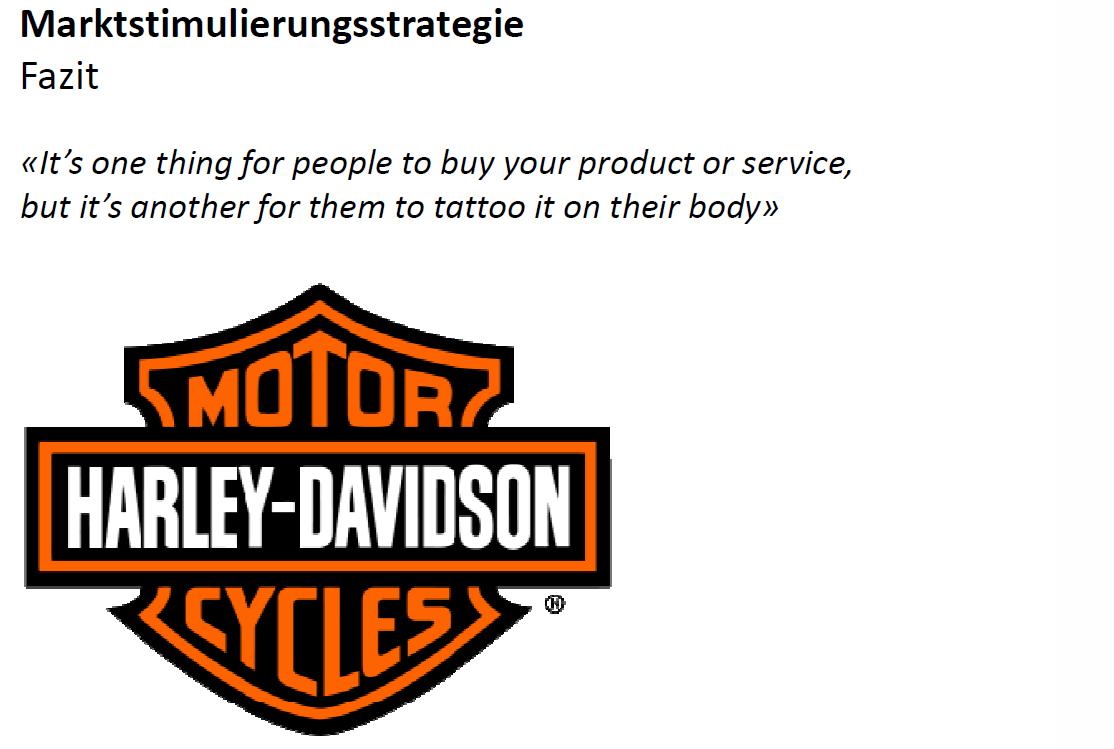 Marktstimulierungsstrategie
Fazit
«It’s one thing for people to buy your product or service,
but it’s another for them to tattoo it on their body»
MOTOR
HARLEY-DAVIDSON
CYCLES
®